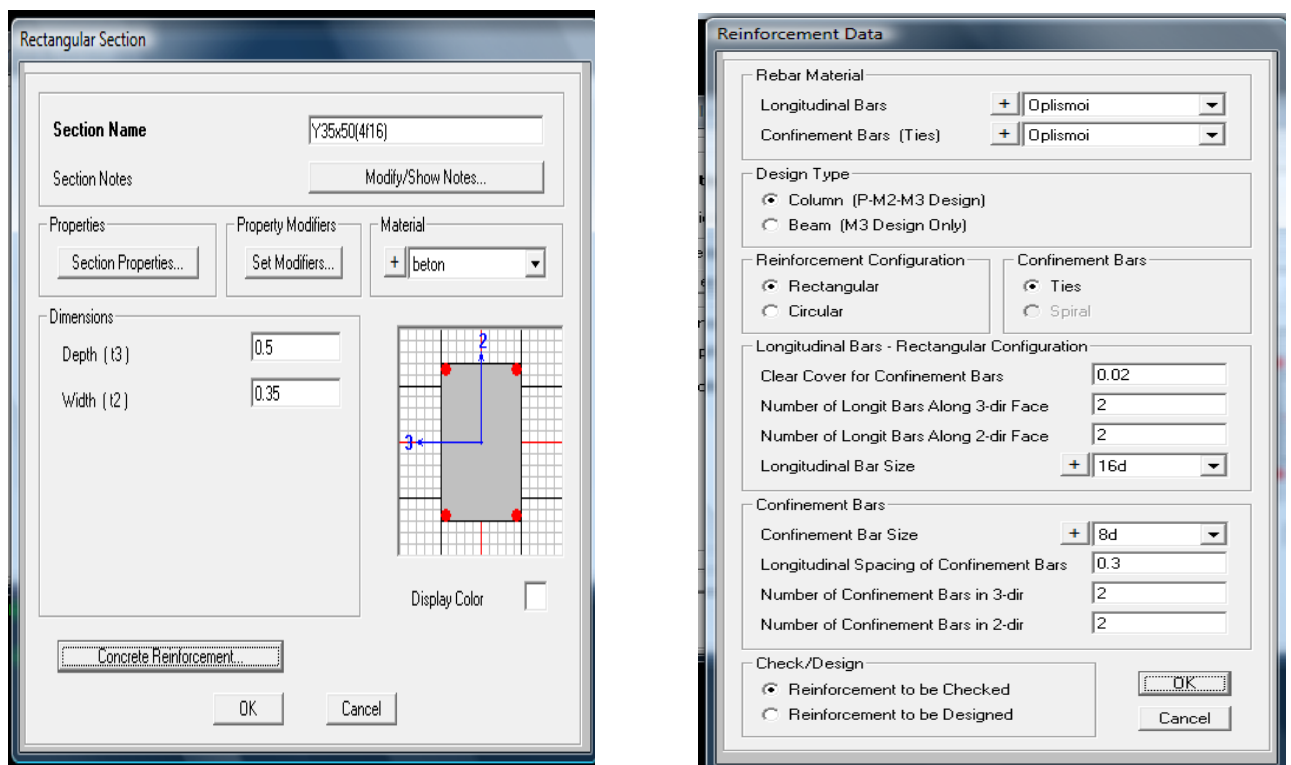 Rectangular Section
Section Name
Y35x50(4f16)
Section Notes
Modify/Show Notes...
Properties
Section Properties...
Property Modifiers
Set Modifiers...
Material
+ beton
Dimensions
Depth ( t3 )
0.5
Width ( t2 )
0.35
2
3
Display Color
Concrete Reinforcement...
OK
Cancel
Reinforcement Data
Rebar Material
Longitudinal Bars
+ Oplismoi
Confinement Bars (Ties)
+ Oplismoi
Design Type
Column (P-M2-M3 Design)
Beam (M3 Design Only)
Reinforcement Configuration
Rectangular
Circular
Confinement Bars
Ties
Spiral
Longitudinal Bars - Rectangular Configuration
Clear Cover for Confinement Bars
0.02
Number of Longit Bars Along 3-dir Face
2
Number of Longit Bars Along 2-dir Face
2
Longitudinal Bar Size
+ 16d
Confinement Bars
Confinement Bar Size
+ 8d
Longitudinal Spacing of Confinement Bars
0.3
Number of Confinement Bars in 3-dir
2
Number of Confinement Bars in 2-dir
2
Check/Design
Reinforcement to be Checked
Reinforcement to be Designed
OK
Cancel